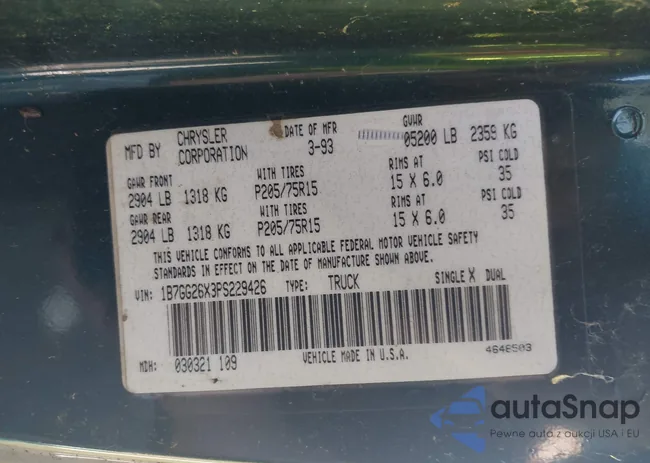 MFD BY CHRYSLER CORPORATION DATE OF MFR 3-93 GVWR 05200 LB 2359 KG
GAWR FRONT WITH TIRES RIMS AT PSI COLD
2904 LB 1318 KG P205/75R15 15 X 6.0 35
GAWR REAR WITH TIRES RIMS AT PSI COLD
2904 LB 1318 KG P205/75R15 15 X 6.0 35
THIS VEHICLE CONFORMS TO ALL APPLICABLE FEDERAL MOTOR VEHICLE SAFETY
STANDARDS IN EFFECT ON THE DATE OF MANUFACTURE SHOWN ABOVE.
VIN: 1B7GG26X3PS229426 TYPE: TRUCK SINGLE X DUAL
MDH: 030321 109 VEHICLE MADE IN U.S.A. 4646503
autaSnap
Pewne auta z aukcji USA i EU